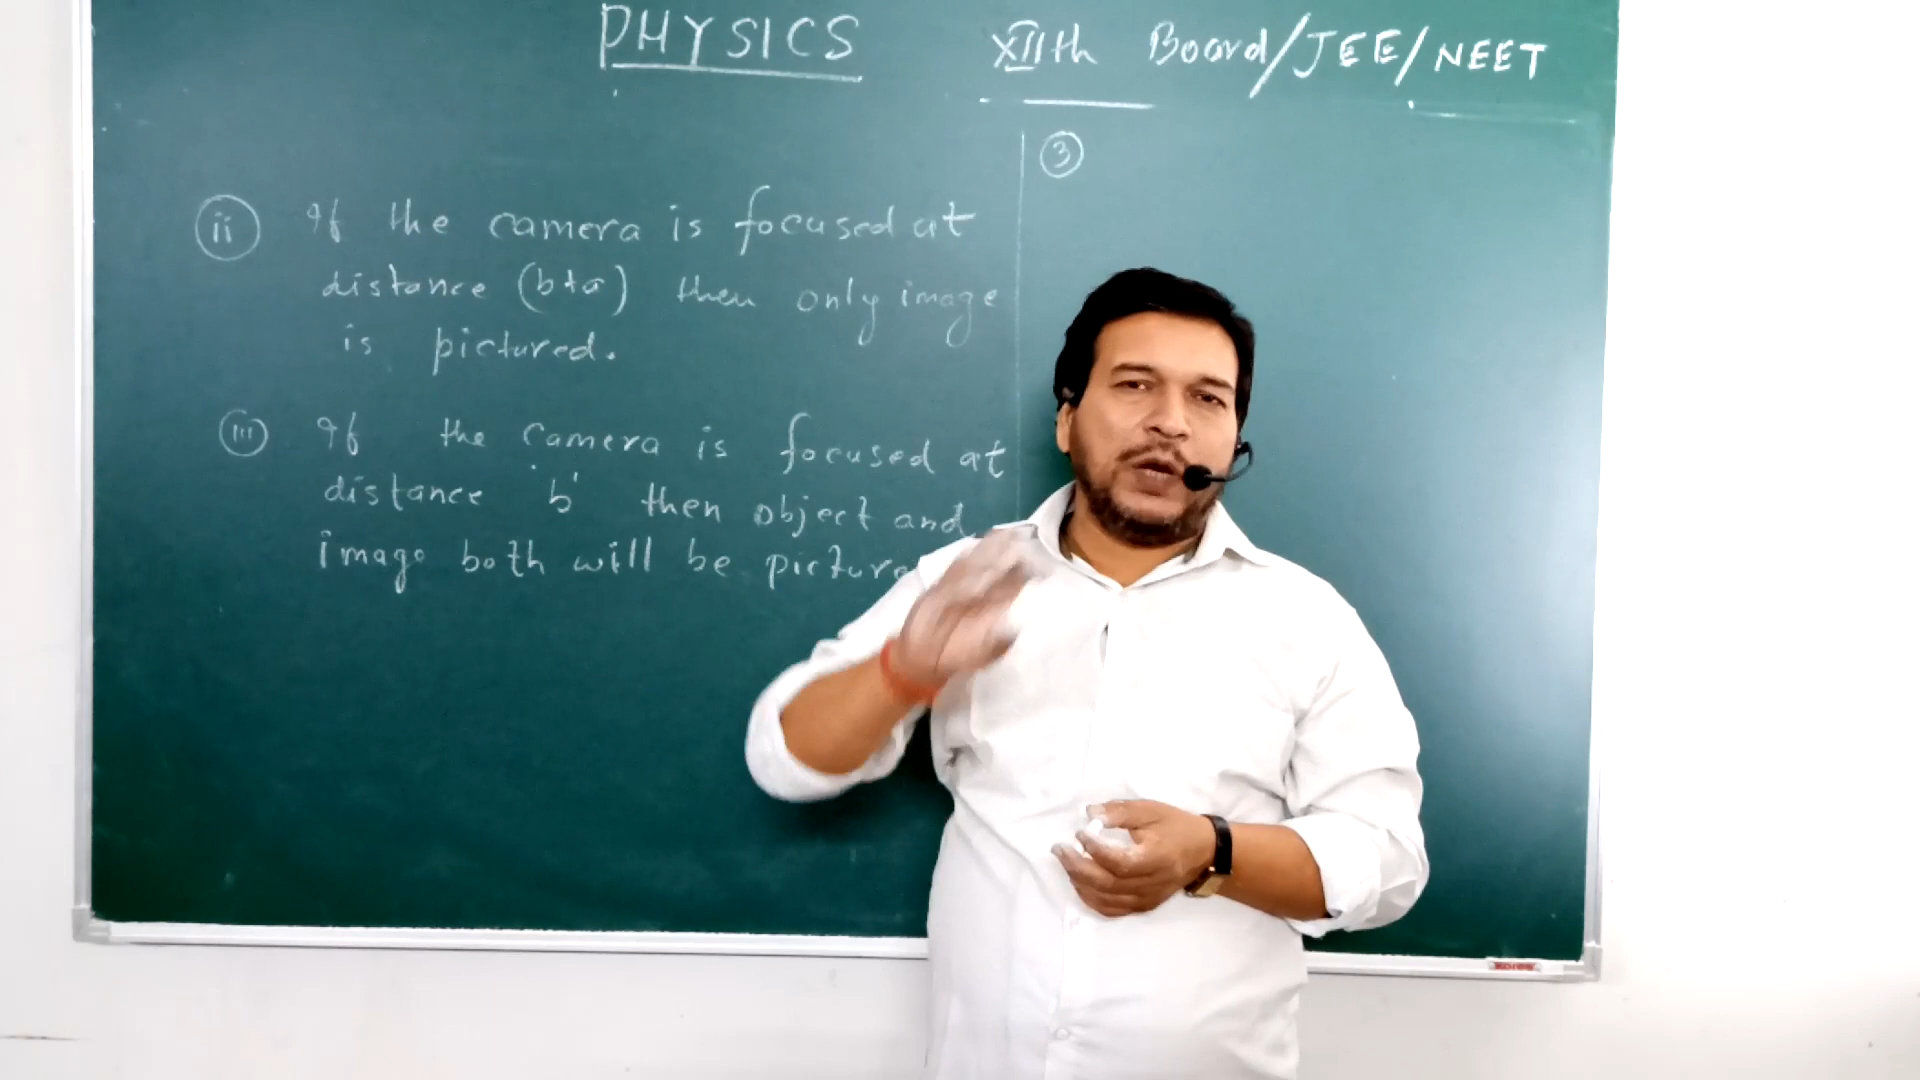 PHYSICS XIIth Board/JEE/NEET
(ii) If the camera is focused at
distance (b+a) then only image
is pictured.
(iii) If the camera is focused at
distance 'b' then object and
image both will be picture
(3)